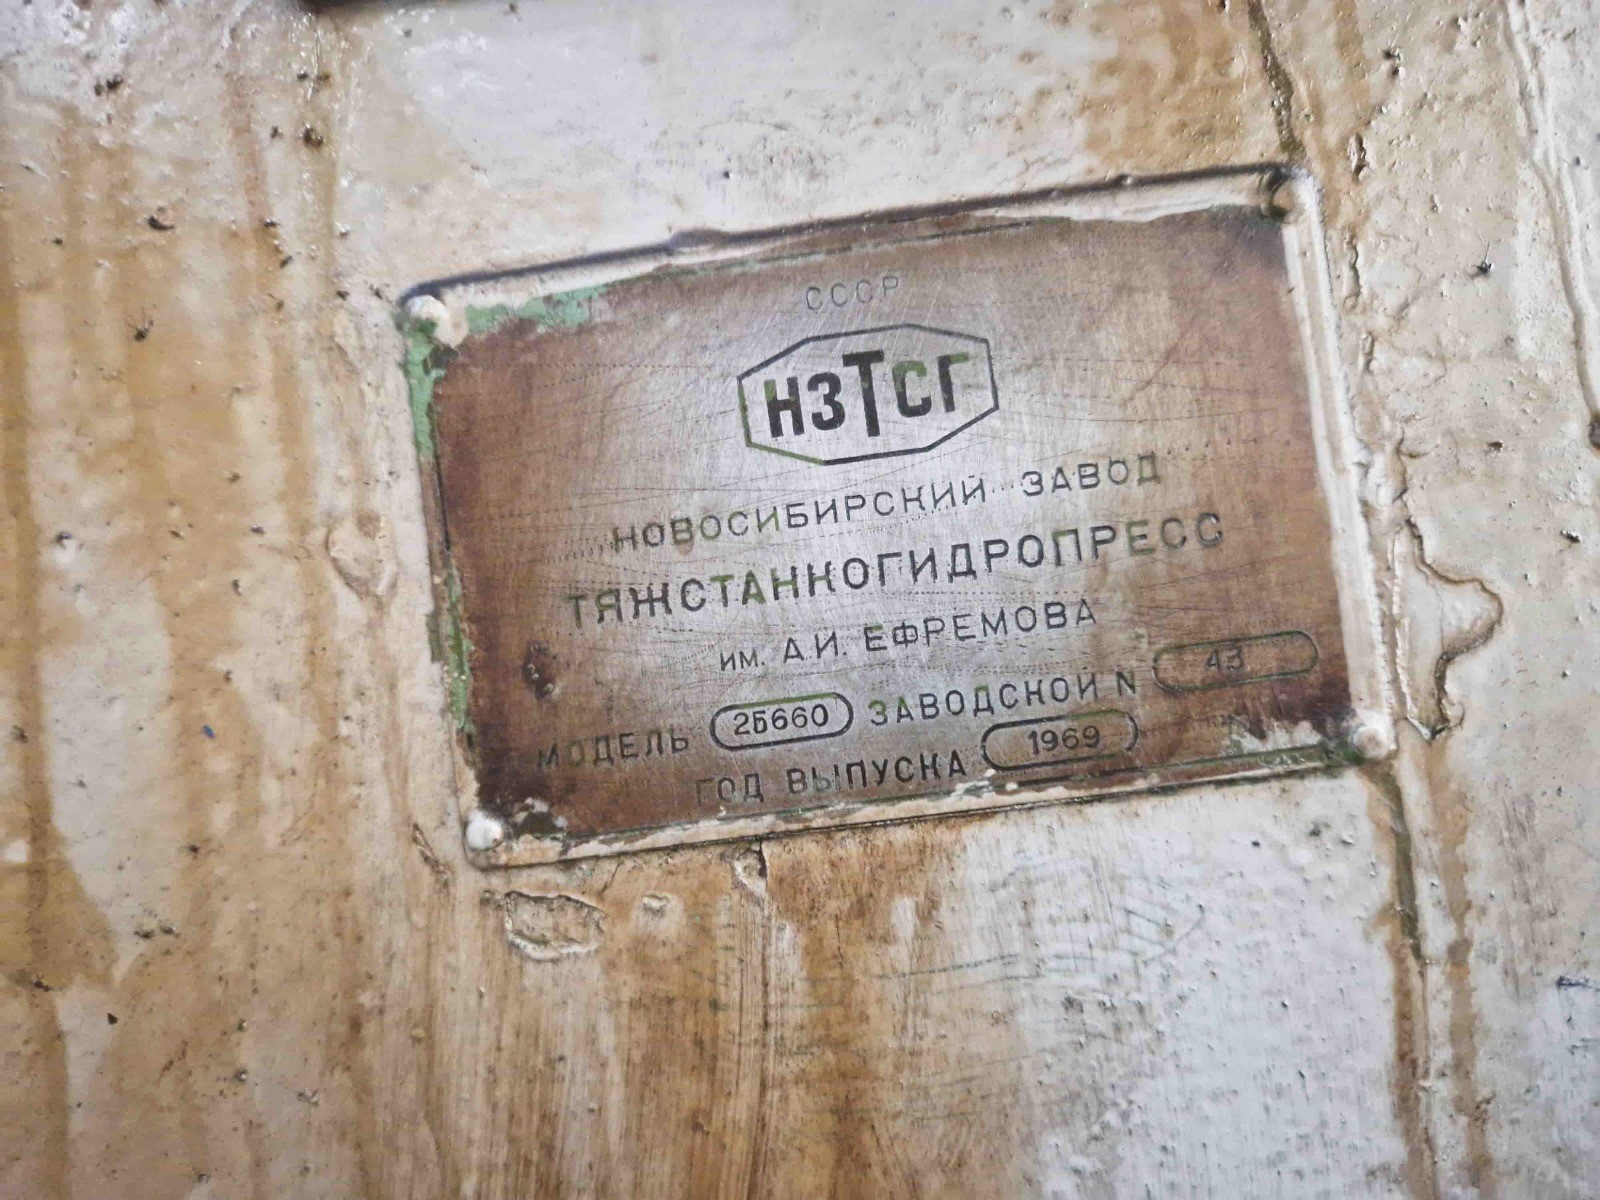 СССР
НЗТСГ
НОВОСИБИРСКИЙ ЗАВОД
ТЯЖСТАНКОГИДРОПРЕСС
ИМ. А.И. ЕФРЕМОВА
МОДЕЛЬ 2Б660 ЗАВОДСКОЙ N 43
ГОД ВЫПУСКА 1969